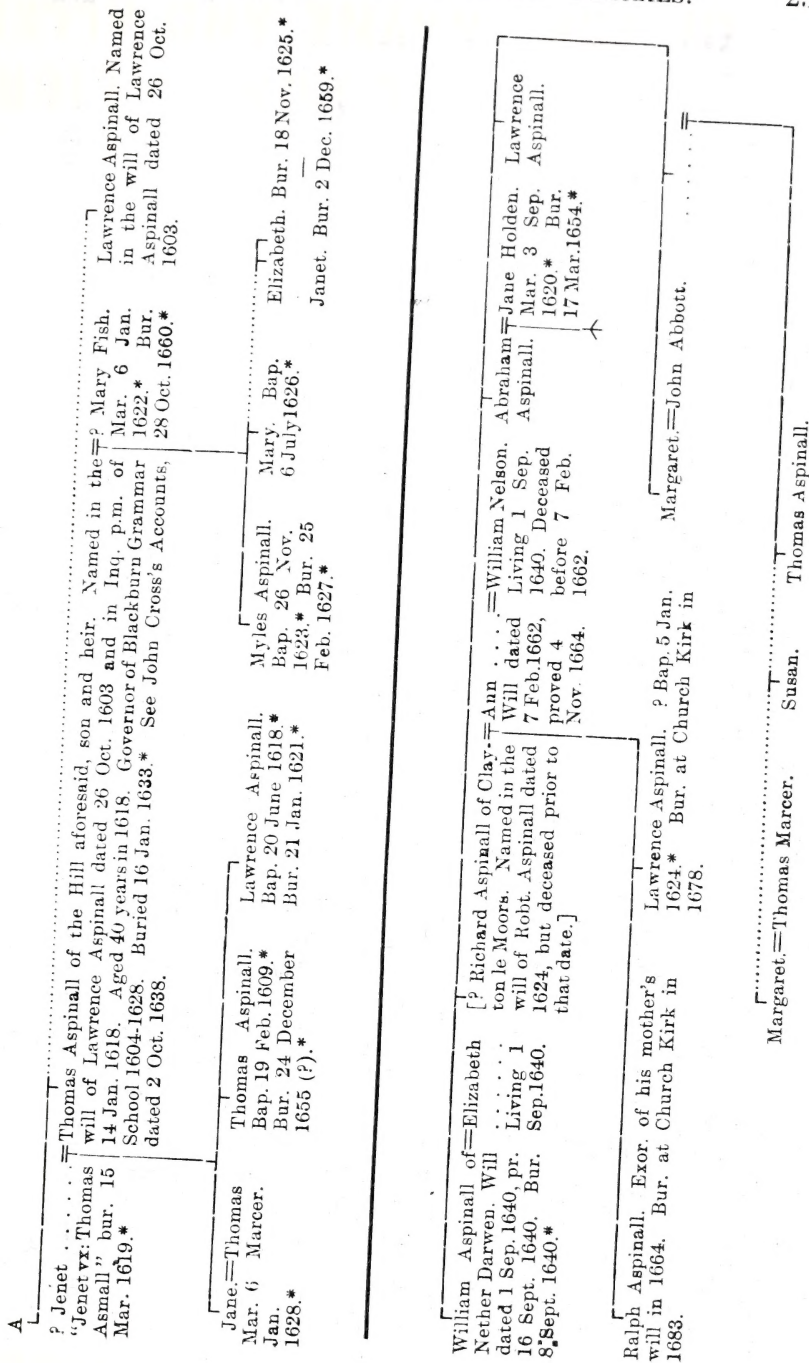 A
? Jenet . . . . . . .
"Jenet vx: Thomas
Asmall" bur. 15
Mar. 1619.*
=Thomas Aspinall of the Hill aforesaid, son and heir. Named in the
will of Lawrence Aspinall dated 26 Oct. 1603 and in Inq. p.m. of
14 Jan. 1618. Aged 40 years in 1618. Governor of Blackburn Grammar
School 1604-1628. Buried 16 Jan. 1633.* See John Cross's Accounts,
dated 2 Oct. 1638.
=? Mary Fish.
Mar. 6 Jan.
1622.* Bur.
28 Oct. 1660.*
Lawrence Aspinall. Named
in the will of Lawrence
Aspinall dated 26 Oct.
1603.
Jane.=Thomas
Mar. 6 Marcer.
Jan.
1628.*
Thomas Aspinall.
Bap. 19 Feb. 1609.*
Bur. 24 December
1655 (?).*
Lawrence Aspinall.
Bap. 20 June 1618.*
Bur. 21 Jan. 1621.*
Myles Aspinall.
Bap. 26 Nov.
1623.* Bur. 25
Feb. 1627.*
Mary. Bap.
6 July 1626.*
Elizabeth. Bur. 18 Nov. 1625.*
—
Janet. Bur. 2 Dec. 1659.*
William Aspinall of=Elizabeth
Nether Darwen. Will . . . . . .
dated 1 Sep. 1640, pr. Living 1
16 Sept. 1640. Bur. Sep. 1640.
8 Sept. 1640.*
[? Richard Aspinall of Clay-
ton le Moors. Named in the
will of Robt. Aspinall dated
1624, but deceased prior to
that date.]
=Ann . . . .
Will dated
7 Feb. 1662,
proved 4
Nov. 1664.
=William Nelson.
Living 1 Sep.
1640. Deceased
before 7 Feb.
1662.
Abraham=Jane Holden.
Aspinall. Mar. 3 Sep.
1620.* Bur.
17 Mar. 1654.*
Lawrence
Aspinall.
Ralph Aspinall. Exor. of his mother's
will in 1664. Bur. at Church Kirk in
1683.
Lawrence Aspinall. ? Bap. 5 Jan.
1624.* Bur. at Church Kirk in
1678.
Margaret.=John Abbott.
. . . . . . =
Margaret.=Thomas Marcer.
Susan.
Thomas Aspinall.